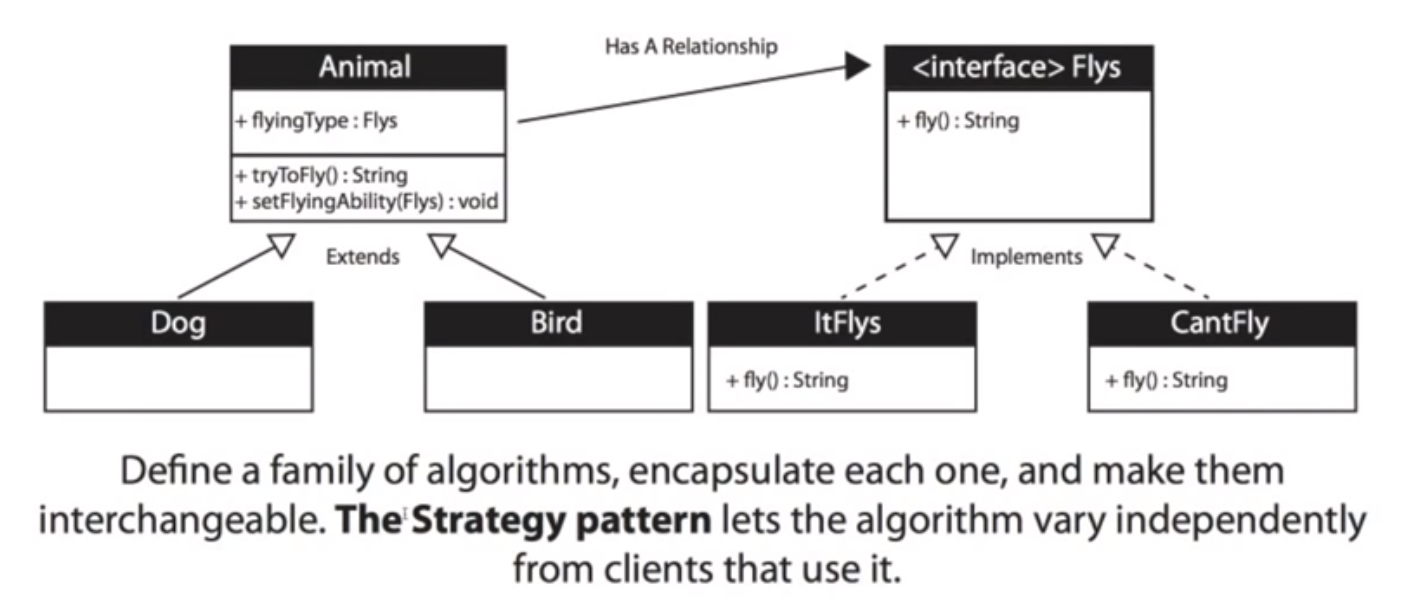 Has A Relationship
Animal
+ flyingType : Flys
+ tryToFly() : String
+ setFlyingAbility(Flys) : void
<interface> Flys
+ fly() : String
Extends
Implements
Dog
Bird
ItFlys
+ fly() : String
CantFly
+ fly() : String
Define a family of algorithms, encapsulate each one, and make them
interchangeable. The Strategy pattern lets the algorithm vary independently
from clients that use it.